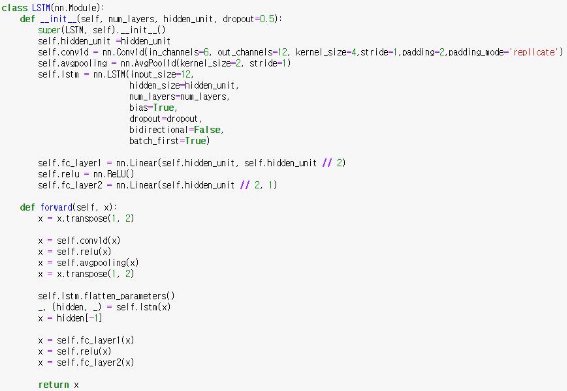 class LSTM(nn.Module):
    def __init__(self, num_layers, hidden_unit, dropout=0.5):
        super(LSTM, self).__init__()
        self.hidden_unit =hidden_unit
        self.conv1d = nn.Conv1d(in_channels=6, out_channels=12, kernel_size=4,stride=1,padding=2,padding_mode='replicate')
        self.avgpooling = nn.AvgPool1d(kernel_size=2, stride=1)
        self.lstm = nn.LSTM(input_size=12,
                            hidden_size=hidden_unit,
                            num_layers=num_layers,
                            bias=True,
                            dropout=dropout,
                            bidirectional=False,
                            batch_first=True)

        self.fc_layer1 = nn.Linear(self.hidden_unit, self.hidden_unit // 2)
        self.relu = nn.ReLU()
        self.fc_layer2 = nn.Linear(self.hidden_unit // 2, 1)

    def forward(self, x):
        x = x.transpose(1, 2)

        x = self.conv1d(x)
        x = self.relu(x)
        x = self.avgpooling(x)
        x = x.transpose(1, 2)

        self.lstm.flatten_parameters()
        _, (hidden, _) = self.lstm(x)
        x = hidden[-1]

        x = self.fc_layer1(x)
        x = self.relu(x)
        x = self.fc_layer2(x)

        return x